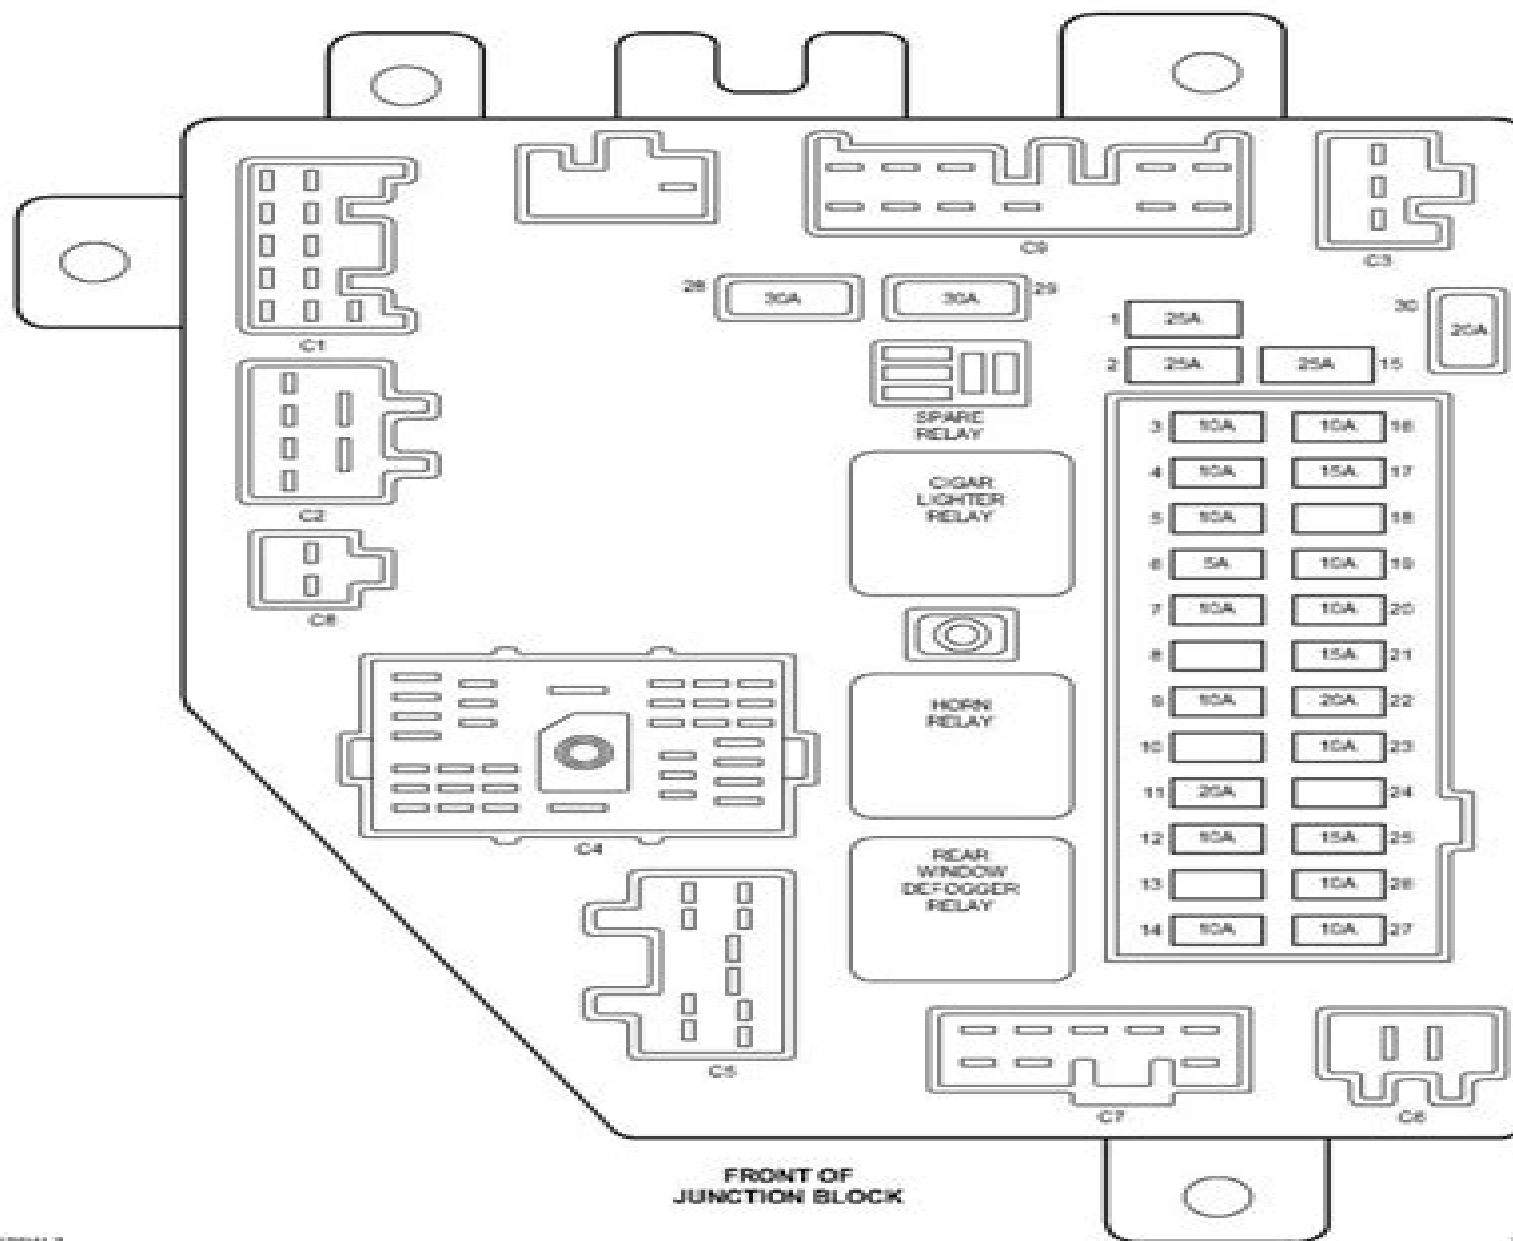 C9
C3
C1
28 30A
30A 29
30
20A
1 25A
2 25A
25A 15
SPARE
RELAY
C2
CIGAR
LIGHTER
RELAY
3 10A 10A 16
4 10A 15A 17
5 10A 18
6 5A 10A 19
7 10A 10A 20
8 15A 21
9 10A 20A 22
10 10A 23
11 20A 24
12 10A 15A 25
13 10A 26
14 10A 10A 27
HORN
RELAY
C4
REAR
WINDOW
DEFOGGER
RELAY
C5
C7
C6
FRONT OF
JUNCTION BLOCK